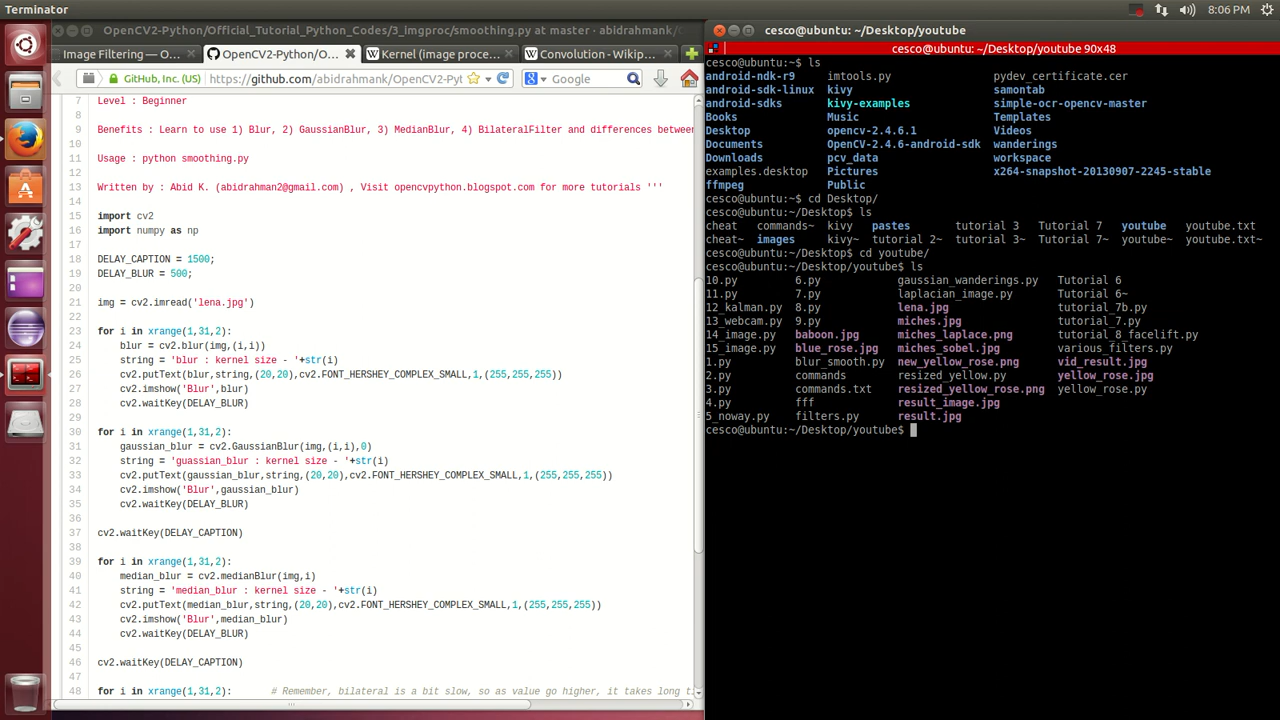 Terminator
8:06 PM
OpenCV2-Python/Official_Tutorial_Python_Codes/3_imgproc/smoothing.py at master · abidrahmank/
Image Filtering — O...
OpenCV2-Python/O...
Kernel (image proce...
Convolution - Wikip...
GitHub, Inc. (US)
https://github.com/abidrahmank/OpenCV2-Pyt
Google
7 Level : Beginner
8
9 Benefits : Learn to use 1) Blur, 2) GaussianBlur, 3) MedianBlur, 4) BilateralFilter and differences betwee
10
11 Usage : python smoothing.py
12
13 Written by : Abid K. (abidrahman2@gmail.com) , Visit opencvpython.blogspot.com for more tutorials '''
14
15 import cv2
16 import numpy as np
17
18 DELAY_CAPTION = 1500;
19 DELAY_BLUR = 500;
20
21 img = cv2.imread('lena.jpg')
22
23 for i in xrange(1,31,2):
24 blur = cv2.blur(img,(i,i))
25 string = 'blur : kernel size - '+str(i)
26 cv2.putText(blur,string,(20,20),cv2.FONT_HERSHEY_COMPLEX_SMALL,1,(255,255,255))
27 cv2.imshow('Blur',blur)
28 cv2.waitKey(DELAY_BLUR)
29
30 for i in xrange(1,31,2):
31 gaussian_blur = cv2.GaussianBlur(img,(i,i),0)
32 string = 'guassian_blur : kernel size - '+str(i)
33 cv2.putText(gaussian_blur,string,(20,20),cv2.FONT_HERSHEY_COMPLEX_SMALL,1,(255,255,255))
34 cv2.imshow('Blur',gaussian_blur)
35 cv2.waitKey(DELAY_BLUR)
36
37 cv2.waitKey(DELAY_CAPTION)
38
39 for i in xrange(1,31,2):
40 median_blur = cv2.medianBlur(img,i)
41 string = 'median_blur : kernel size - '+str(i)
42 cv2.putText(median_blur,string,(20,20),cv2.FONT_HERSHEY_COMPLEX_SMALL,1,(255,255,255))
43 cv2.imshow('Blur',median_blur)
44 cv2.waitKey(DELAY_BLUR)
45
46 cv2.waitKey(DELAY_CAPTION)
47
48 for i in xrange(1,31,2): # Remember, bilateral is a bit slow, so as value go higher, it takes long ti
cesco@ubuntu: ~/Desktop/youtube
cesco@ubuntu: ~/Desktop/youtube 90x48
cesco@ubuntu:~$ ls
android-ndk-r9 imtools.py pydev_certificate.cer
android-sdk-linux kivy samontab
android-sdks kivy-examples simple-ocr-opencv-master
Books Music Templates
Desktop opencv-2.4.6.1 Videos
Documents OpenCV-2.4.6-android-sdk wanderings
Downloads pcv_data workspace
examples.desktop Pictures x264-snapshot-20130907-2245-stable
ffmpeg Public
cesco@ubuntu:~$ cd Desktop/
cesco@ubuntu:~/Desktop$ ls
cheat commands~ kivy pastes tutorial 3 Tutorial 7 youtube youtube.txt
cheat~ images kivy~ tutorial 2~ tutorial 3~ Tutorial 7~ youtube~ youtube.txt~
cesco@ubuntu:~/Desktop$ cd youtube/
cesco@ubuntu:~/Desktop/youtube$ ls
10.py 6.py gaussian_wanderings.py Tutorial 6
11.py 7.py laplacian_image.py Tutorial 6~
12_kalman.py 8.py lena.jpg tutorial_7b.py
13_webcam.py 9.py miches.jpg tutorial_7.py
14_image.py baboon.jpg miches_laplace.png tutorial_8_facelift.py
15_image.py blue_rose.jpg miches_sobel.jpg various_filters.py
1.py blur_smooth.py new_yellow_rose.png vid_result.jpg
2.py commands resized_yellow.py yellow_rose.jpg
3.py commands.txt resized_yellow_rose.png yellow_rose.py
4.py fff result_image.jpg
5_noway.py filters.py result.jpg
cesco@ubuntu:~/Desktop/youtube$